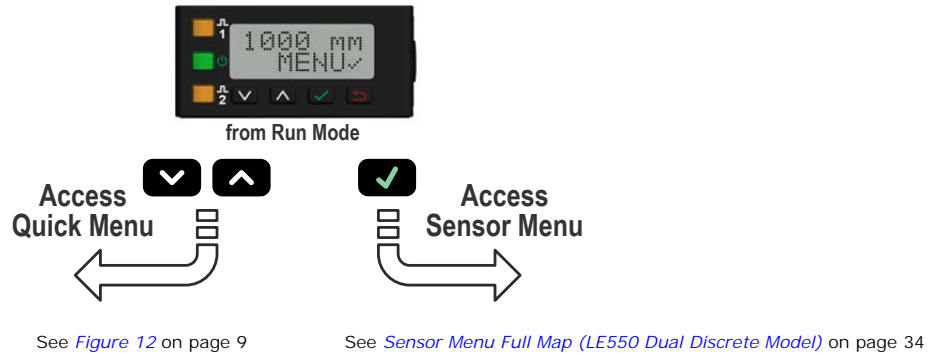 1
1000 mm
MENU✓
2
from Run Mode
Access
Quick Menu
Access
Sensor Menu
See Figure 12 on page 9
See Sensor Menu Full Map (LE550 Dual Discrete Model) on page 34